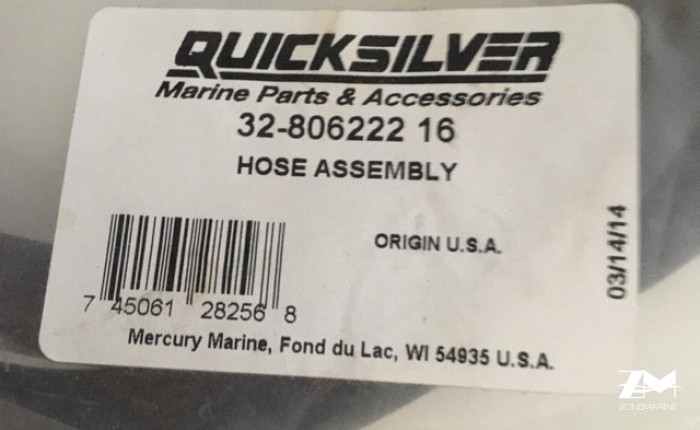 QUICKSILVER
Marine Parts & Accessories
32-806222 16
HOSE ASSEMBLY
ORIGIN U.S.A.
03/14/14
7 45061 28256 8
Mercury Marine, Fond du Lac, WI 54935 U.S.A.
ZM
ZONEMARINE